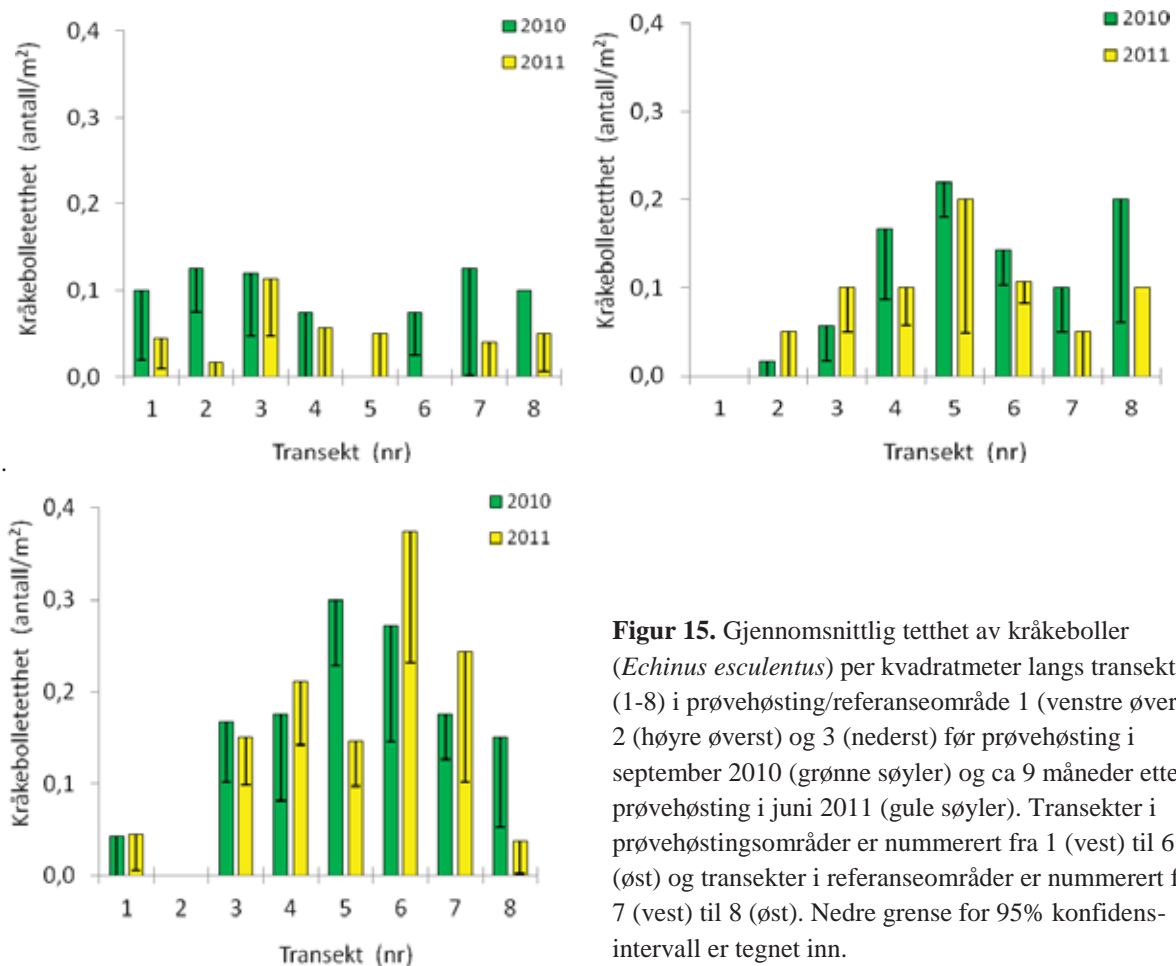 0,4
0,3
0,2
0,1
0,0
Kråkebolletetthet (antall/m²)
2010
2011
1 2 3 4 5 6 7 8
Transekt (nr)
0,4
0,3
0,2
0,1
0,0
Kråkebolletetthet (antall/m²)
2010
2011
1 2 3 4 5 6 7 8
Transekt (nr)
.
0,4
0,3
0,2
0,1
0,0
Kråkebolletetthet (antall/m²)
2010
2011
1 2 3 4 5 6 7 8
Transekt (nr)
Figur 15. Gjennomsnittlig tetthet av kråkeboller
(Echinus esculentus) per kvadratmeter langs transekt
(1-8) i prøvehøsting/referanseområde 1 (venstre øver
2 (høyre øverst) og 3 (nederst) før prøvehøsting i
september 2010 (grønne søyler) og ca 9 måneder ette
prøvehøsting i juni 2011 (gule søyler). Transekter i
prøvehøstingsområder er nummerert fra 1 (vest) til 6
(øst) og transekter i referanseområder er nummerert f
7 (vest) til 8 (øst). Nedre grense for 95% konfidens-
intervall er tegnet inn.